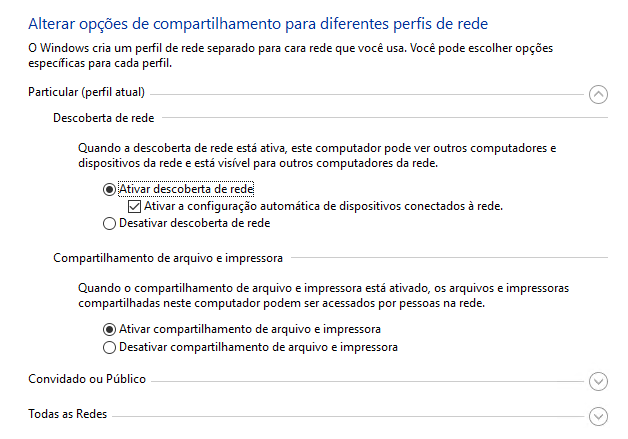 Alterar opções de compartilhamento para diferentes perfis de rede
O Windows cria um perfil de rede separado para cara rede que você usa. Você pode escolher opções
específicas para cada perfil.
Particular (perfil atual)
Descoberta de rede
Quando a descoberta de rede está ativa, este computador pode ver outros computadores e
dispositivos da rede e está visível para outros computadores da rede.
Ativar descoberta de rede
Ativar a configuração automática de dispositivos conectados à rede.
Desativar descoberta de rede
Compartilhamento de arquivo e impressora
Quando o compartilhamento de arquivo e impressora está ativado, os arquivos e impressoras
compartilhadas neste computador podem ser acessados por pessoas na rede.
Ativar compartilhamento de arquivo e impressora
Desativar compartilhamento de arquivo e impressora
Convidado ou Público
Todas as Redes